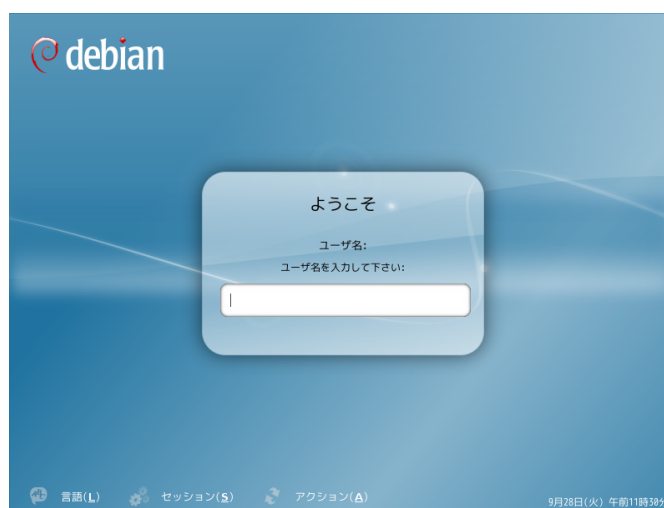 debian
ようこそ
ユーザ名:
ユーザ名を入力して下さい:
言語(L) セッション(S) アクション(A) 9月28日(火) 午前11時30分